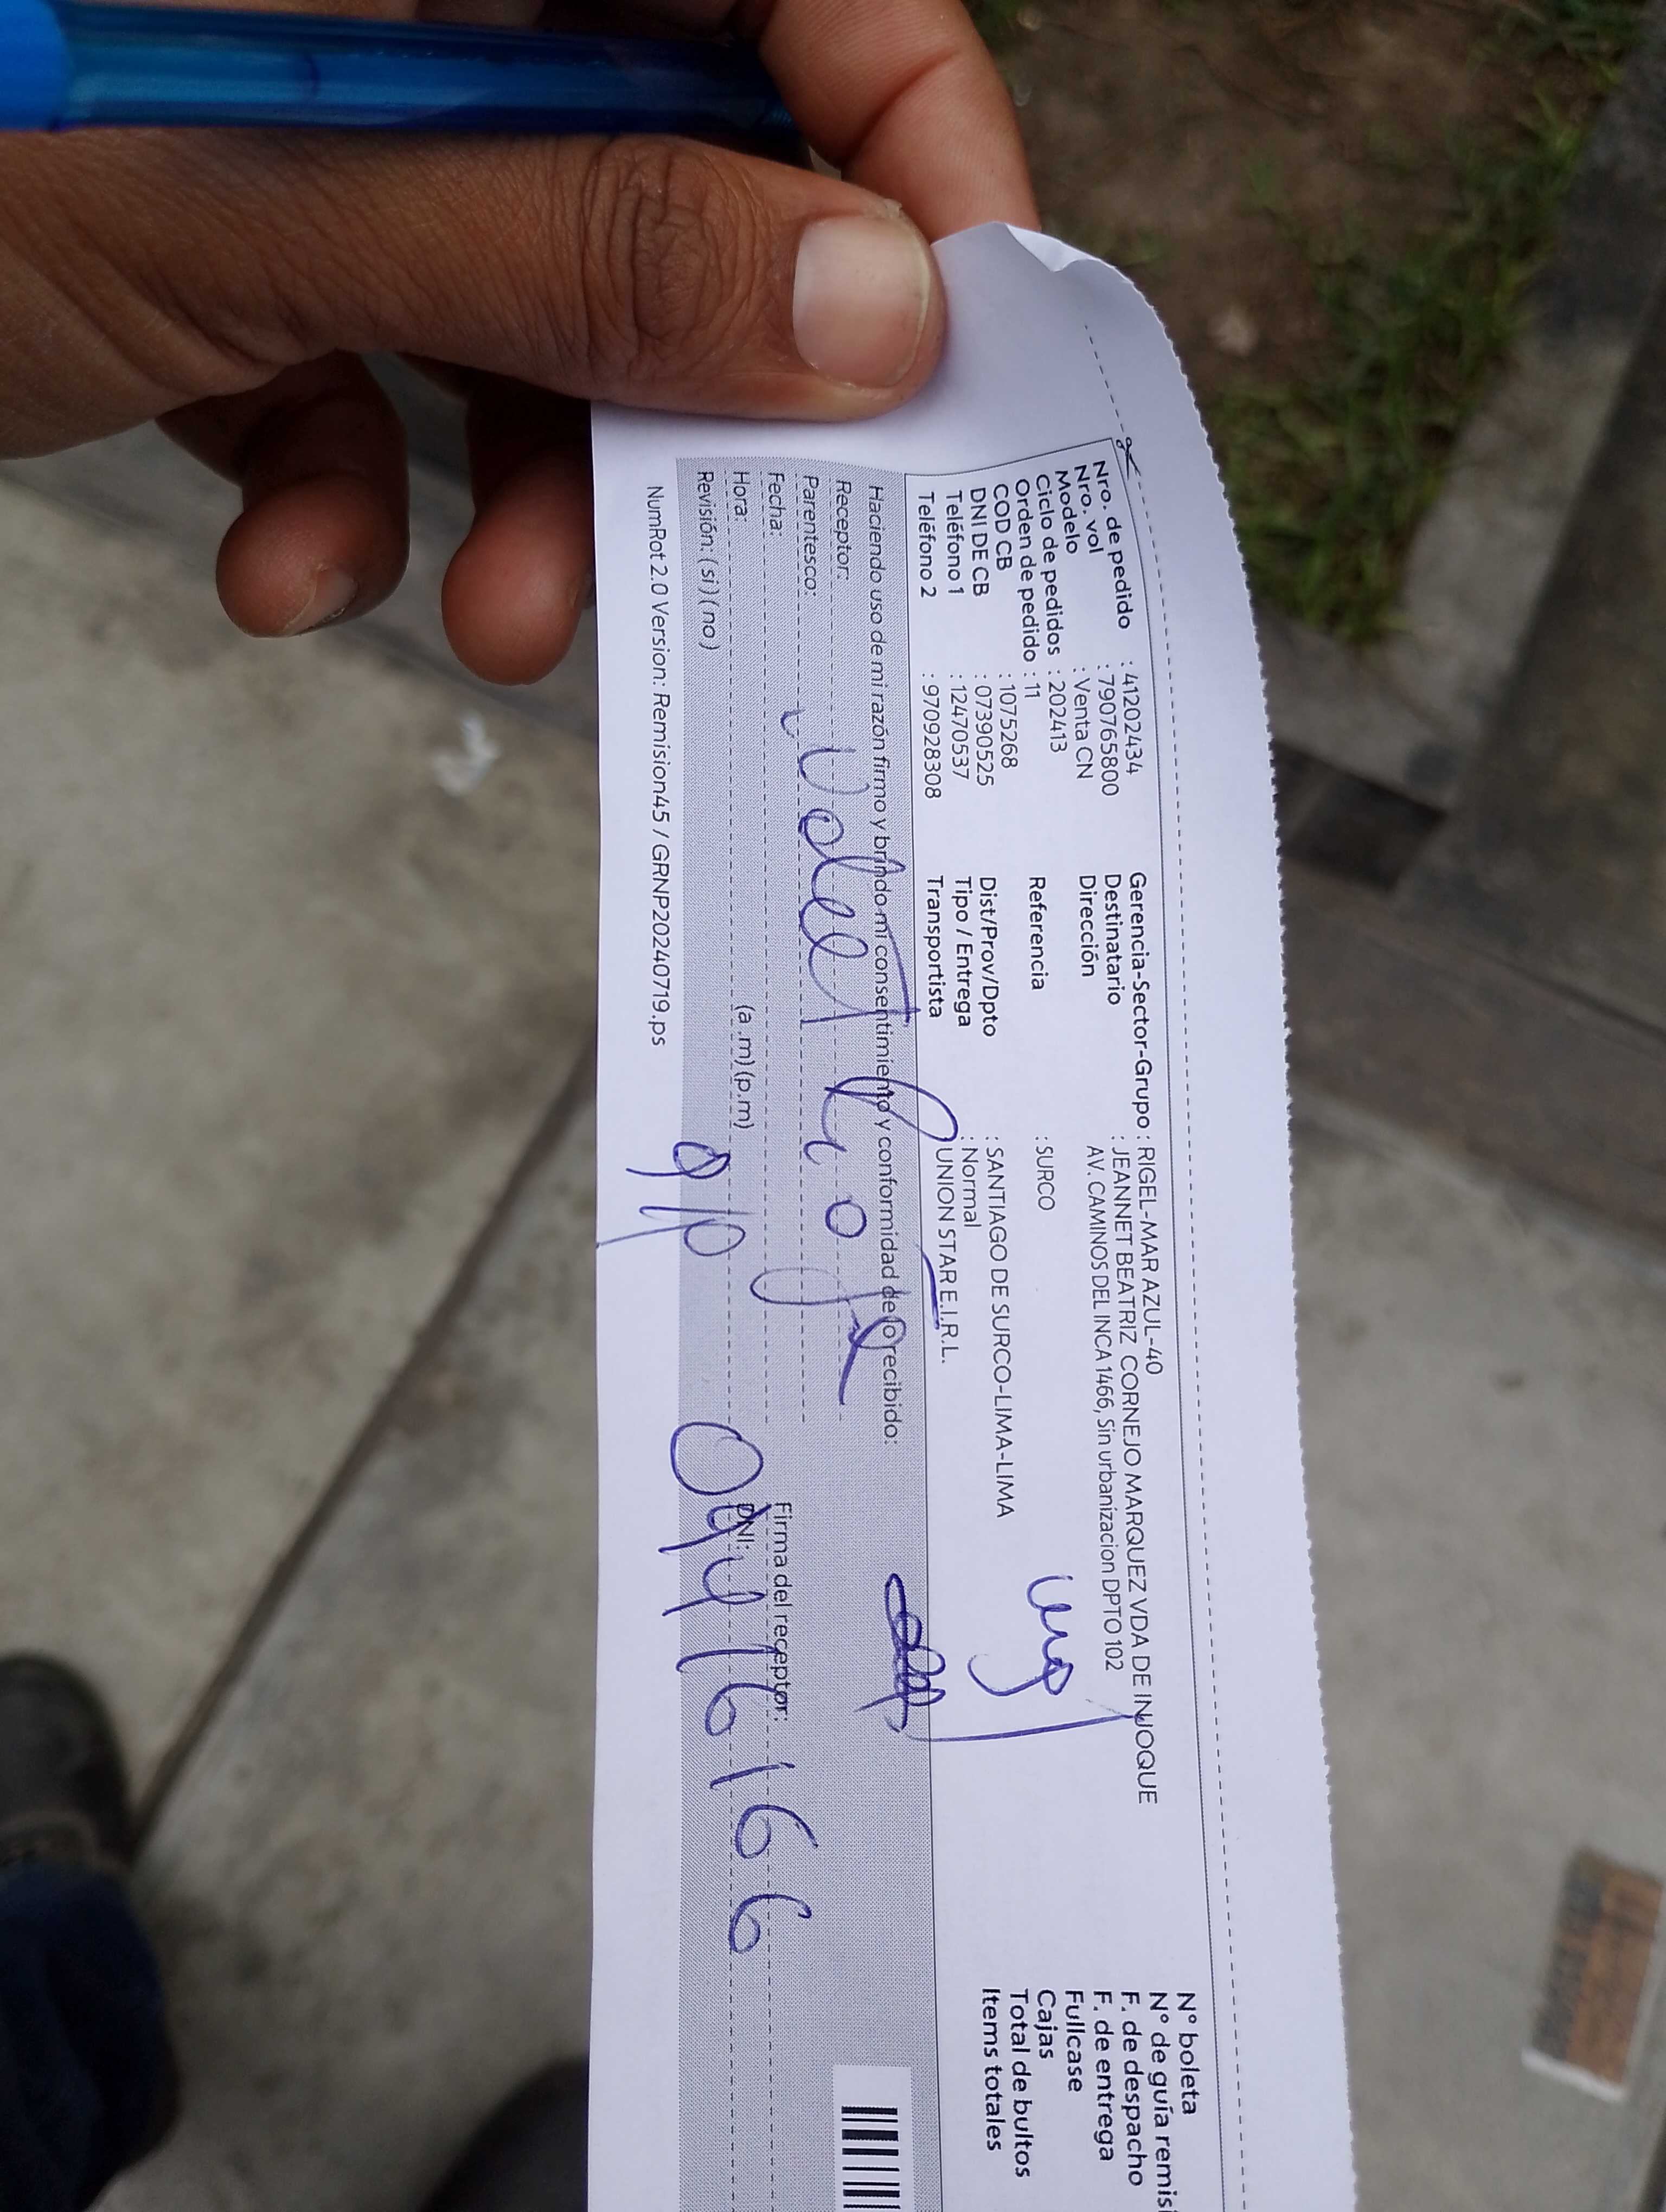 Nro. de pedido : 41202434
Nro. vol : 790765800
Modelo : Venta CN
Ciclo de pedidos : 202413
Orden de pedido : 11
COD CB : 1075268
DNI DE CB : 07390525
Teléfono 1 : 12470537
Teléfono 2 : 970928308
Gerencia-Sector-Grupo : RIGEL-MAR AZUL-40
Destinatario : JEANNET BEATRIZ CORNEJO MARQUEZ VDA DE INJOQUE
Dirección AV. CAMINOS DEL INCA 1466, Sin urbanizacion DPTO 102
Referencia : SURCO
Dist/Prov/Dpto : SANTIAGO DE SURCO-LIMA-LIMA
Tipo / Entrega : Normal
Transportista UNION STAR E.I.R.L.
N° boleta
N° de guía remisi
F. de despacho
F. de entrega
Fullcase
Cajas
Total de bultos
Items totales
Haciendo uso de mi razón firmo y brindo mi consentimiento y conformidad de lo recibido:
Receptor:
Parentesco:
Fecha:
Hora: (a.m) (p.m)
Revisión: (si) (no)
Firma del receptor:
DNI:
NumRot 2.0 Version: Remision45 / GRNP20240719.ps